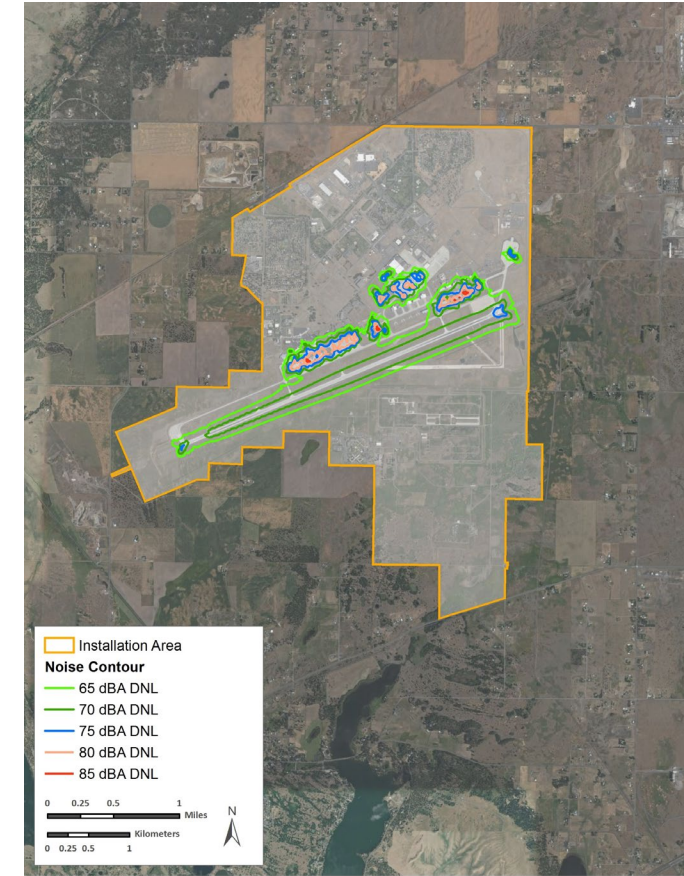 Installation Area
Noise Contour
65 dBA DNL
70 dBA DNL
75 dBA DNL
80 dBA DNL
85 dBA DNL
0 0.25 0.5 1
Miles
Kilometers
0 0.25 0.5 1
N